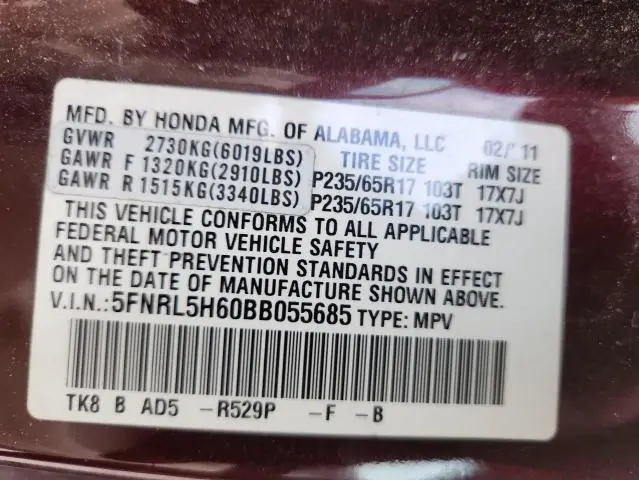 MFD. BY HONDA MFG. OF ALABAMA, LLC 02/'11
GVWR 2730KG(6019LBS) TIRE SIZE RIM SIZE
GAWR F 1320KG(2910LBS) P235/65R17 103T 17X7J
GAWR R 1515KG(3340LBS) P235/65R17 103T 17X7J
THIS VEHICLE CONFORMS TO ALL APPLICABLE
FEDERAL MOTOR VEHICLE SAFETY
AND THEFT PREVENTION STANDARDS IN EFFECT
ON THE DATE OF MANUFACTURE SHOWN ABOVE.
V.I.N.:5FNRL5H60BB055685 TYPE: MPV
TK8 B AD5 -R529P -F -B